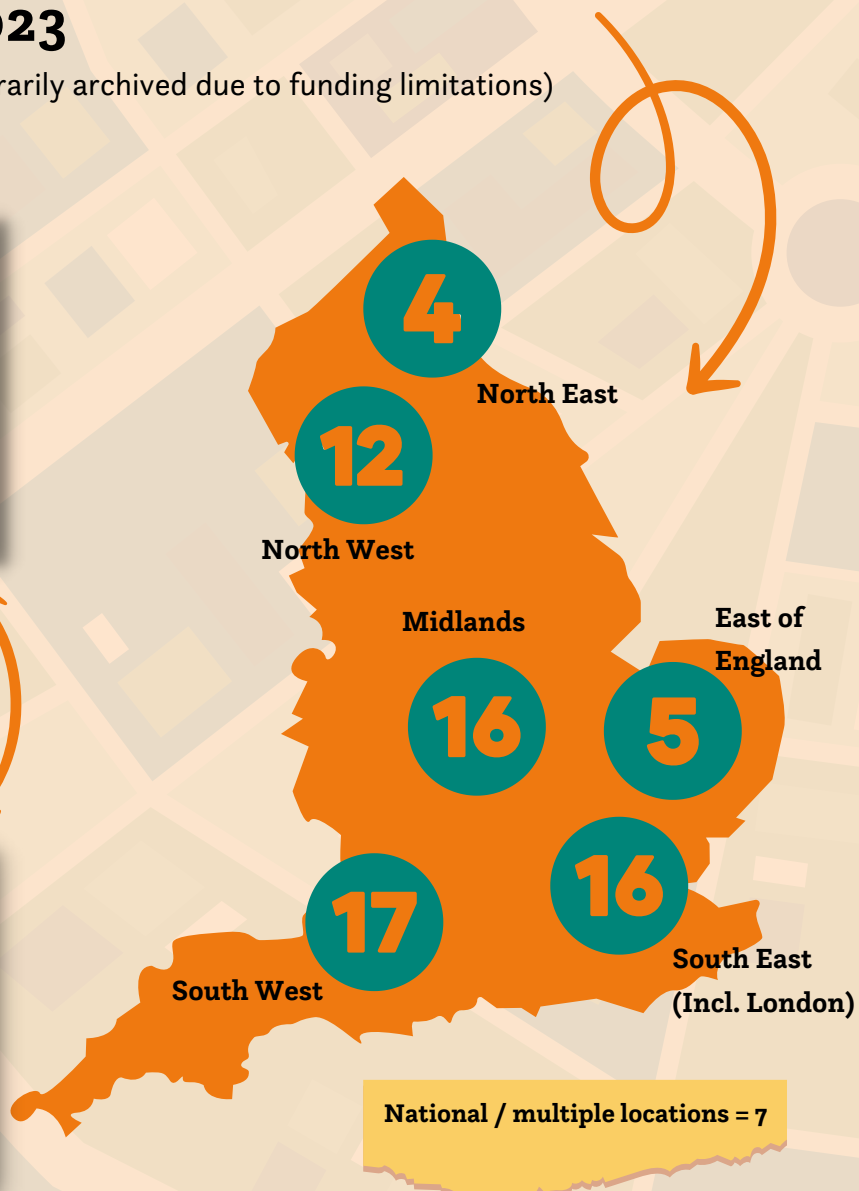 023
rarily archived due to funding limitations)
4
North East
12
North West
Midlands
East of
England
16
5
16
17
South East
South West
(Incl. London)
National / multiple locations = 7